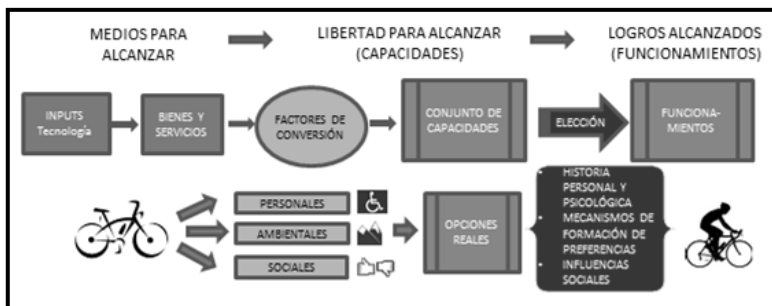 MEDIOS PARA
ALCANZAR
LIBERTAD PARA ALCANZAR
(CAPACIDADES)
LOGROS ALCANZADOS
(FUNCIONAMIENTOS)
INPUTS
Tecnología
BIENES Y
SERVICIOS
FACTORES DE
CONVERSIÓN
CONJUNTO DE
CAPACIDADES
ELECCIÓN
FUNCIONA-
MIENTOS
PERSONALES
AMBIENTALES
SOCIALES
OPCIONES
REALES
• HISTORIA
PERSONAL Y
PSICOLÓGICA
• MECANISMOS DE
FORMACIÓN DE
PREFERENCIAS
• INFLUENCIAS
SOCIALES